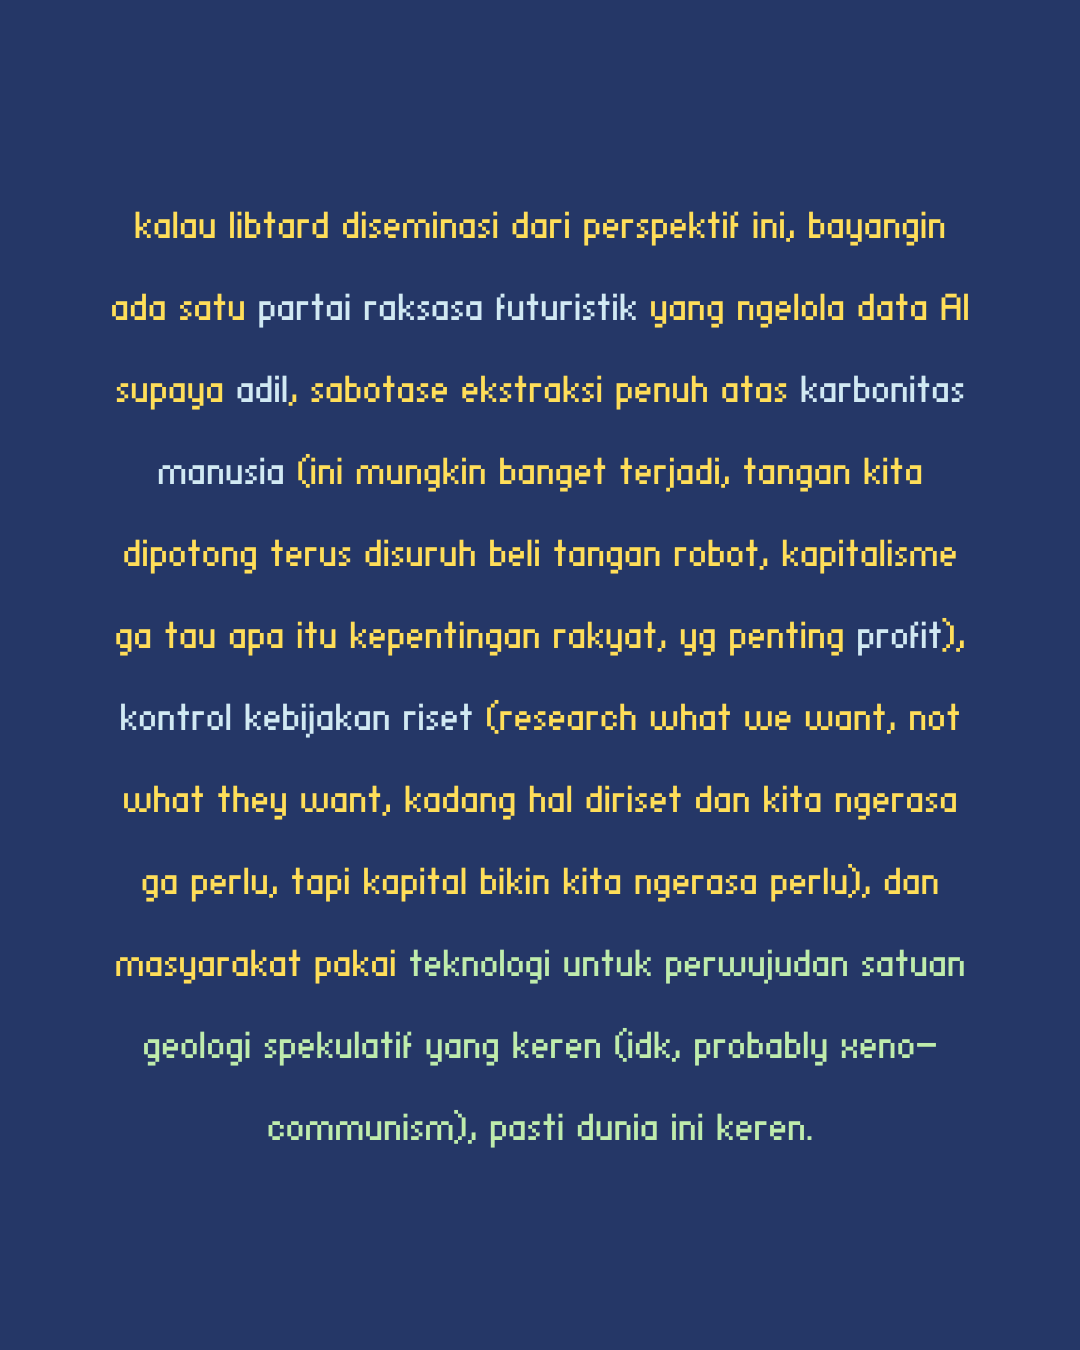 kalau libtard diseminasi dari perspektif ini, bayangin
ada satu partai raksasa futuristik yang ngelola data AI
supaya adil, sabotase ekstraksi penuh atas karbonitas
manusia (ini mungkin banget terjadi, tangan kita
dipotong terus disuruh beli tangan robot, kapitalisme
ga tau apa itu kepentingan rakyat, yg penting profit),
kontrol kebijakan riset (research what we want, not
what they want, kadang hal diriset dan kita ngerasa
ga perlu, tapi kapital bikin kita ngerasa perlu), dan
masyarakat pakai teknologi untuk perwujudan satuan
geologi spekulatif yang keren (idk, probably xeno-
communism), pasti dunia ini keren.